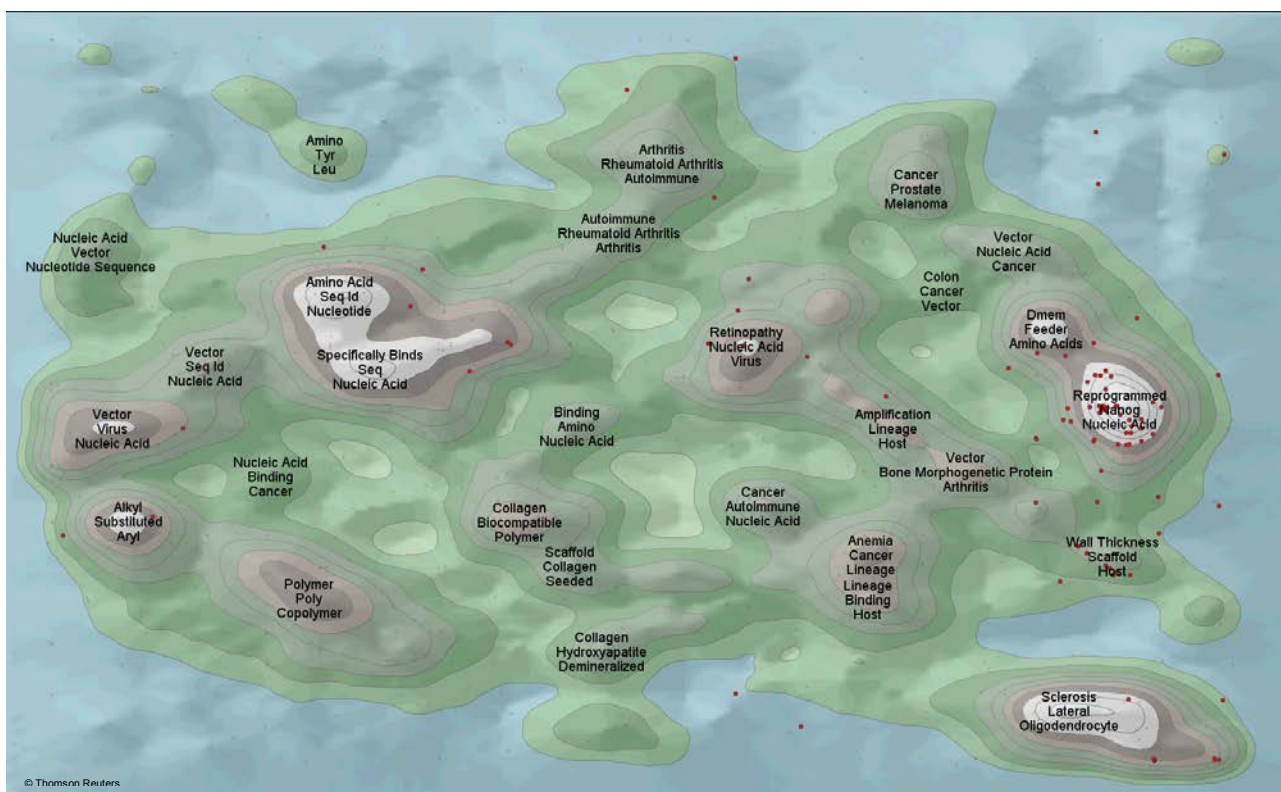 Amino
Tyr
Leu
Arthritis
Rheumatoid Arthritis
Autoimmune
Cancer
Prostate
Melanoma
Nucleic Acid
Vector
Nucleotide Sequence
Autoimmune
Rheumatoid Arthritis
Arthritis
Vector
Nucleic Acid
Cancer
Amino Acid
Seq Id
Nucleotide
Colon
Cancer
Vector
Dmem
Feeder
Amino Acids
Retinopathy
Nucleic Acid
Virus
Vector
Seq Id
Nucleic Acid
Specifically Binds
Seq
Nucleic Acid
Reprogrammed
Nanog
Nucleic Acid
Vector
Virus
Nucleic Acid
Binding
Amino
Nucleic Acid
Amplification
Lineage
Host
Nucleic Acid
Binding
Cancer
Vector
Bone Morphogenetic Protein
Arthritis
Alkyl
Substituted
Aryl
Collagen
Biocompatible
Polymer
Cancer
Autoimmune
Nucleic Acid
Scaffold
Collagen
Seeded
Anemia
Cancer
Lineage
Lineage
Binding
Host
Wall Thickness
Scaffold
Host
Polymer
Poly
Copolymer
Collagen
Hydroxyapatite
Demineralized
Sclerosis
Lateral
Oligodendrocyte
© Thomson Reuters